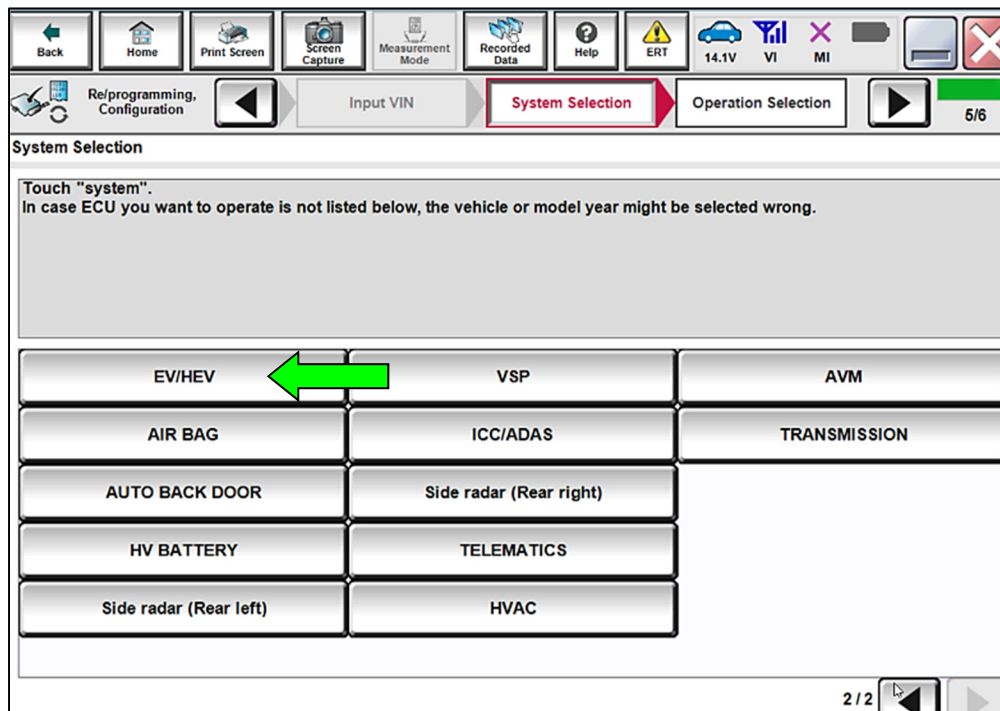 Back
Home
Print Screen
Screen
Capture
Measurement
Mode
Recorded
Data
Help
ERT
14.1V
VI
MI
Re/programming,
Configuration
Input VIN
System Selection
Operation Selection
5/6
System Selection
Touch "system".
In case ECU you want to operate is not listed below, the vehicle or model year might be selected wrong.
EV/HEV
VSP
AVM
AIR BAG
ICC/ADAS
TRANSMISSION
AUTO BACK DOOR
Side radar (Rear right)
HV BATTERY
TELEMATICS
Side radar (Rear left)
HVAC
2/2